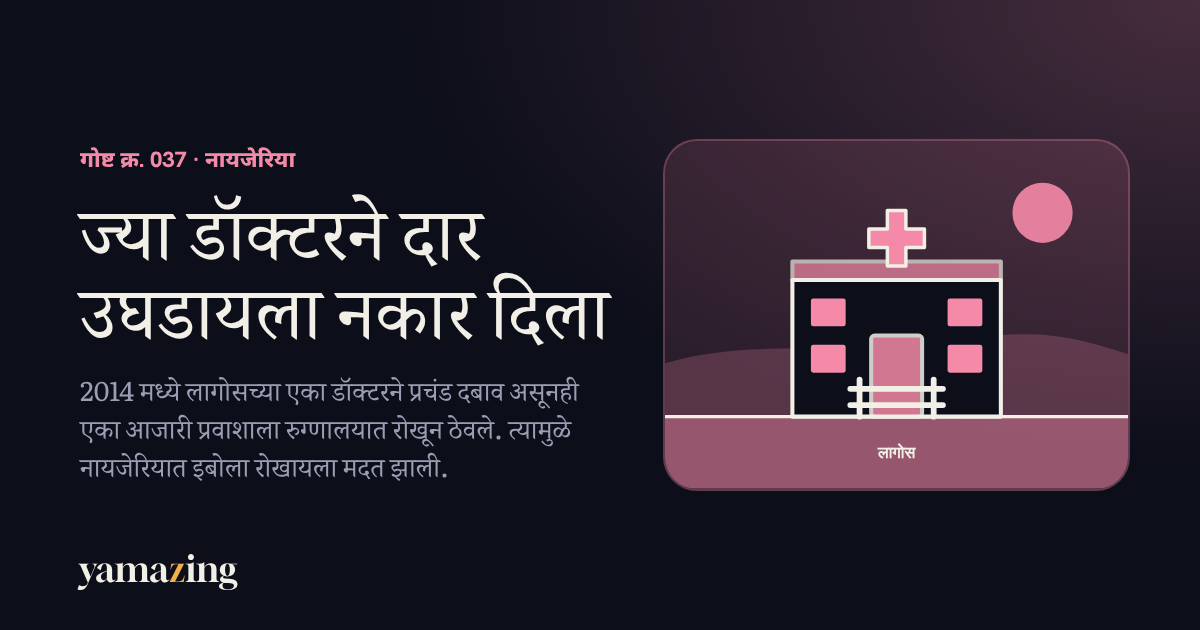 गोष्ट क्र. 037 · नायजेरिया
ज्या डॉक्टरने दार
उघडायला नकार दिला
2014 मध्ये लागोसच्या एका डॉक्टरने प्रचंड दबाव असूनही
एका आजारी प्रवाशाला रुग्णालयात रोखून ठेवले. त्यामुळे
नायजेरियात इबोला रोखायला मदत झाली.
लागोस
yamazing